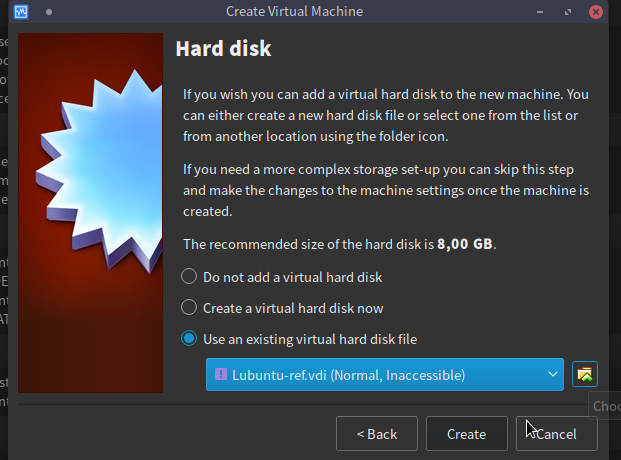 Create Virtual Machine
Hard disk
If you wish you can add a virtual hard disk to the new machine. You
can either create a new hard disk file or select one from the list or
from another location using the folder icon.
If you need a more complex storage set-up you can skip this step
and make the changes to the machine settings once the machine is
created.
The recommended size of the hard disk is 8,00 GB.
Do not add a virtual hard disk
Create a virtual hard disk now
Use an existing virtual hard disk file
Lubuntu-ref.vdi (Normal, Inaccessible)
< Back
Create
Cancel